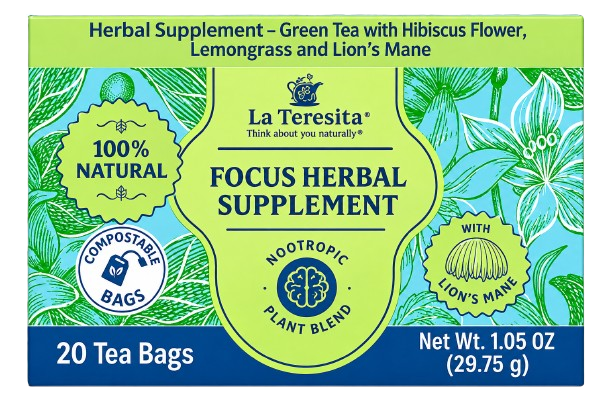 Herbal Supplement – Green Tea with Hibiscus Flower,
Lemongrass and Lion's Mane
La Teresita®
Think about you naturally®
100%
NATURAL
FOCUS HERBAL
SUPPLEMENT
COMPOSTABLE
BAGS
NOOTROPIC
PLANT BLEND
WITH
LION'S MANE
20 Tea Bags
Net Wt. 1.05 OZ
(29.75 g)